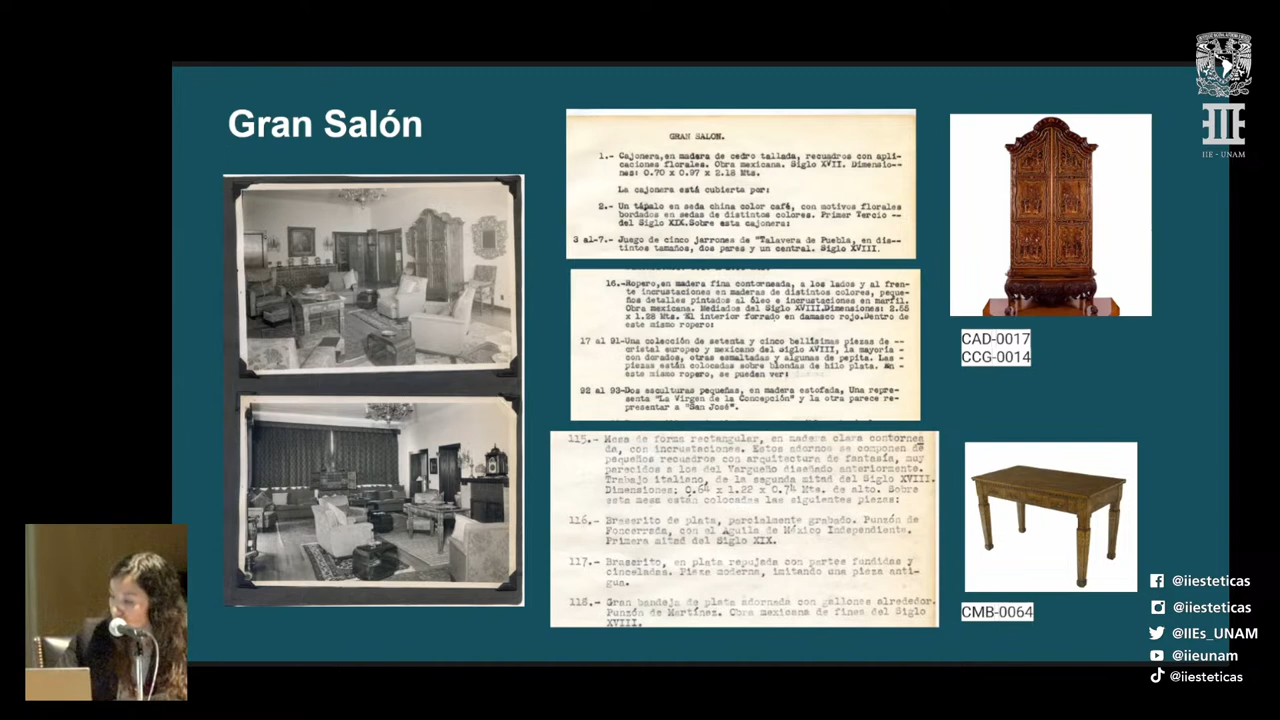 Gran Salón
GRAN SALON.
1.- Cajonera,en madera de cedro tallada, recuadros con apli-
caciones florales. Obra mexicana. Siglo XVII. Dimensio--
nes: 0.70 x 0.97 x 2.18 Mts.
La cajonera está cubierta por:
2.- Un tápalo en seda china color café, con motivos florales
bordados en sedas de distintos colores. Primer Tercio --
del Siglo XIX.Sobre esta cajonera:
3 al-7.- Juego de cinco jarrones de "Talavera de Puebla, en dis--
tintos tamaños, dos pares y un central. Siglo XVIII.
16.-Ropero,en madera fina contorneada, a los lados y al fren-
te incrustaciones en maderas de distintos colores, peque-
ños detalles pintados al óleo e incrustaciones en marfil.
Obra mexicana. Mediados del Siglo XVIII.Dimensiones: 2.55
x 1.28 Mts. El interior forrado en damasco rojo.Dentro de
este mismo ropero:
17 al 91-Una colección de setenta y cinco bellísimas piezas de --
cristal europeo y mexicano del siglo XVIII, la mayoría -
con dorados, otras esmaltadas y algunas de pepita. Las -
piezas están colocadas sobre blondas de hilo plata. En -
este mismo ropero, se pueden ver:
92 al 93-Dos esculturas pequeñas, en madera estofada, Una repre-
senta "La Virgen de la Concepción" y la otra parece re-
presentar a "San José".
115.- Mesa de forma rectangular, en madera clara contornea
da, con incrustaciones. Estos adornos se componen de
pequeños recuadros con arquitectura de fantasía, muy
parecidos a los del Vargueño diseñado anteriormente.
Trabajo italiano, de la segunda mitad del Siglo XVIII.
Dimensiones: 0.64 x 1.22 x 0.74 Mts. de alto. Sobre
esta mesa están colocadas las siguientes piezas:
116.- Braserito de plata, parcialmente grabado. Punzón de
Foncerrada, con el Aguila de México Independiente.
Primera mitad del Siglo XIX.
117.- Braserito, en plata repujada con partes fundidas y
cinceladas. Pieza moderna, imitando una pieza anti-
gua.
118.- Gran bandeja de plata adornada con gallones alrededor.
Punzón de Martínez. Obra mexicana de fines del Siglo
XVIII.
CAD-0017
CCG-0014
CMB-0064
IIE - UNAM
@iiesteticas
@iiesteticas
@IIEs_UNAM
@iieunam
@iiesteticas